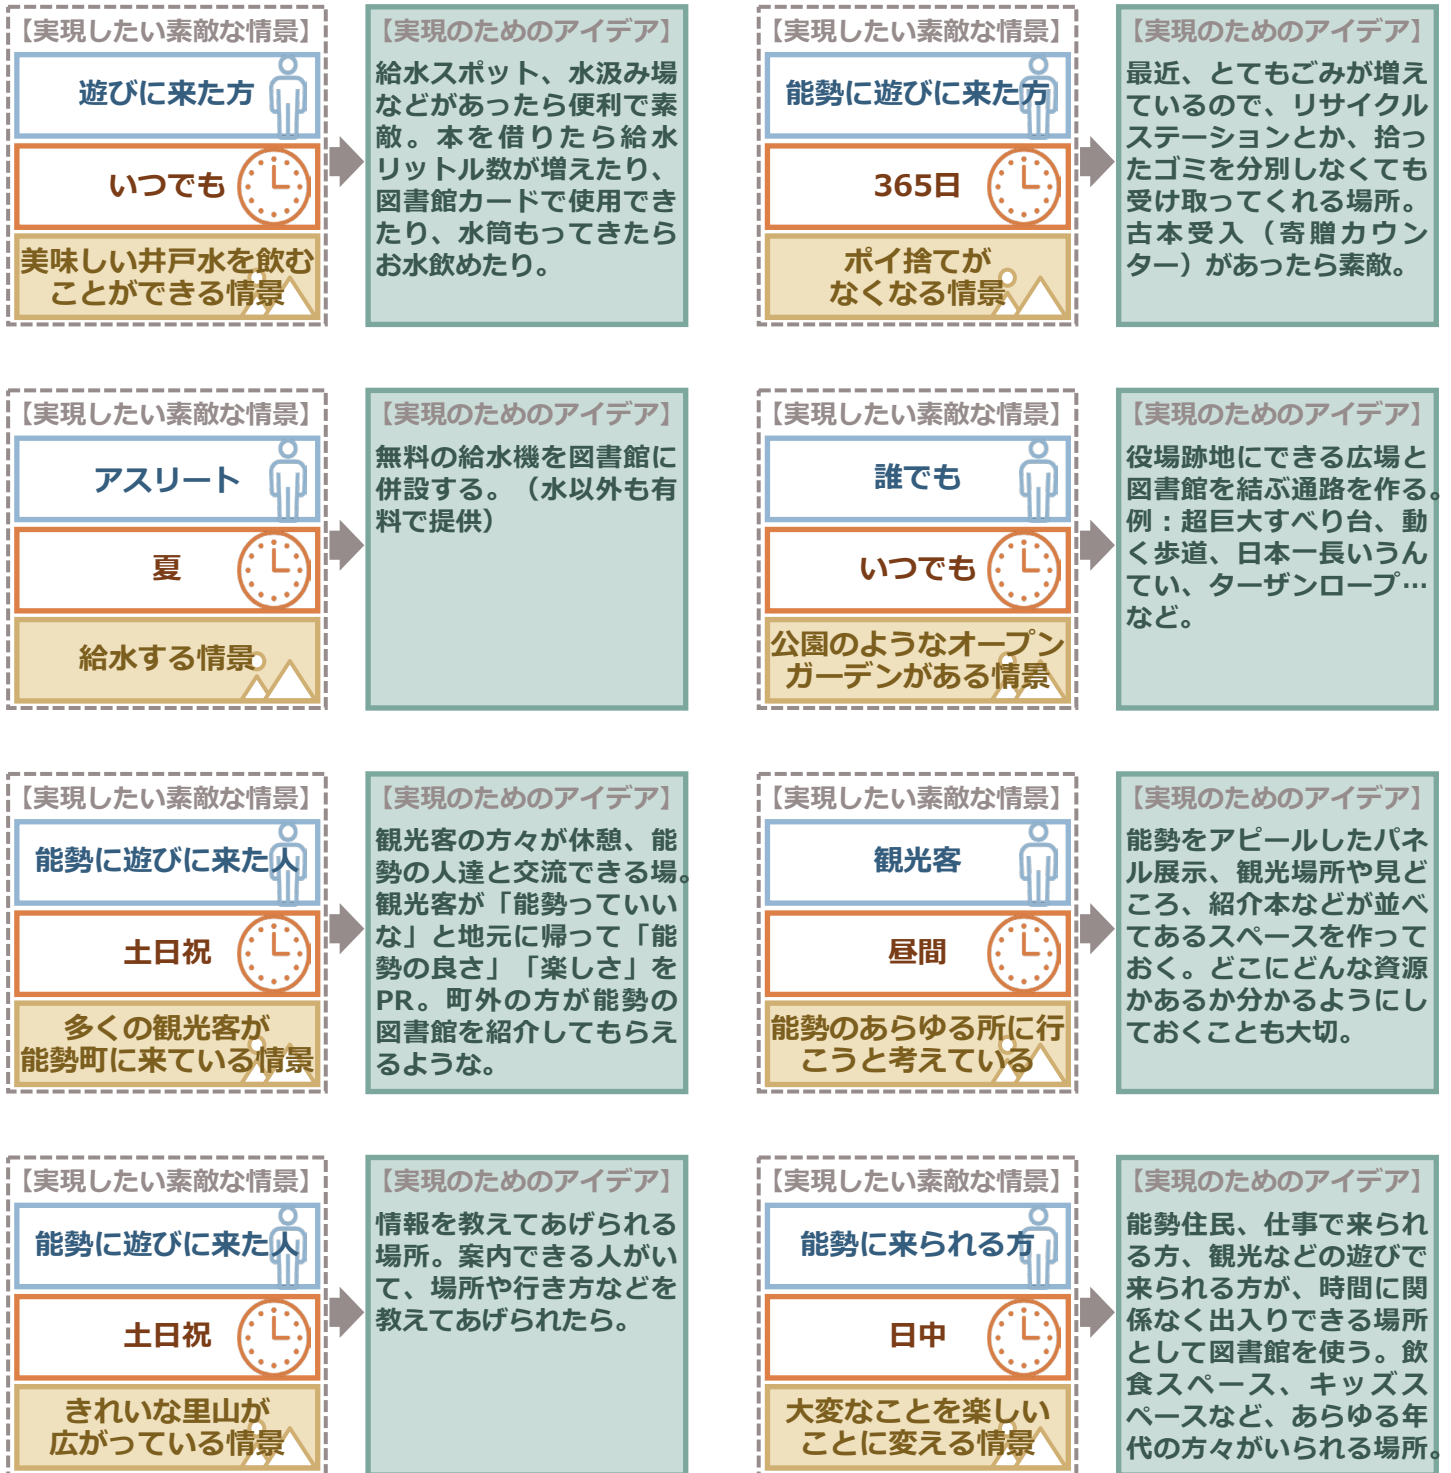 【実現したい素敵な情景】
遊びに来た方
いつでも
美味しい井戸水を飲む
ことができる情景
【実現のためのアイデア】
給水スポット、水汲み場
などがあったら便利で素
敵。本を借りたら給水
リットル数が増えたり、
図書館カードで使用でき
たり、水筒もってきたら
お水飲めたり。
【実現したい素敵な情景】
能勢に遊びに来た方
365日
ポイ捨てが
なくなる情景
【実現のためのアイデア】
最近、とてもごみが増え
ているので、リサイクル
ステーションとか、拾っ
たゴミを分別しなくても
受け取ってくれる場所。
古本受入（寄贈カウン
ター）があったら素敵。
【実現したい素敵な情景】
アスリート
夏
給水する情景
【実現のためのアイデア】
無料の給水機を図書館に
併設する。（水以外も有
料で提供）
【実現したい素敵な情景】
誰でも
いつでも
公園のようなオープン
ガーデンがある情景
【実現のためのアイデア】
役場跡地にできる広場と
図書館を結ぶ通路を作る。
例：超巨大すべり台、動
く歩道、日本一長いうん
てい、ターザンロープ…
など。
【実現したい素敵な情景】
能勢に遊びに来た人
土日祝
多くの観光客が
能勢町に来ている情景
【実現のためのアイデア】
観光客の方々が休憩、能
勢の人達と交流できる場。
観光客が「能勢っていい
な」と地元に帰って「能
勢の良さ」「楽しさ」を
PR。町外の方が能勢の
図書館を紹介してもらえ
るような。
【実現したい素敵な情景】
観光客
昼間
能勢のあらゆる所に行
こうと考えている
【実現のためのアイデア】
能勢をアピールしたパネ
ル展示、観光場所や見ど
ころ、紹介本などが並べ
てあるスペースを作って
おく。どこにどんな資源
かあるか分かるようにし
ておくことも大切。
【実現したい素敵な情景】
能勢に遊びに来た人
土日祝
きれいな里山が
広がっている情景
【実現のためのアイデア】
情報を教えてあげられる
場所。案内できる人がい
て、場所や行き方などを
教えてあげられたら。
【実現したい素敵な情景】
能勢に来られる方
日中
大変なことを楽しい
ことに変える情景
【実現のためのアイデア】
能勢住民、仕事で来られ
る方、観光などの遊びで
来られる方が、時間に関
係なく出入りできる場所
として図書館を使う。飲
食スペース、キッズス
ペースなど、あらゆる年
代の方々がいられる場所。